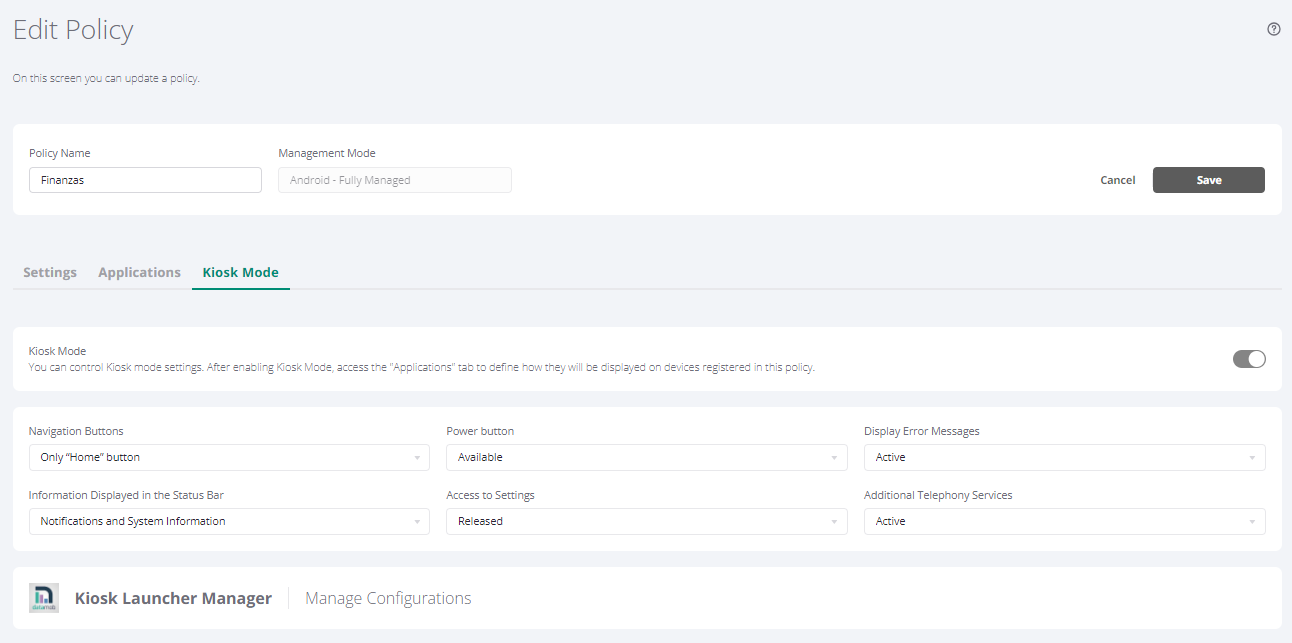 Edit Policy
On this screen you can update a policy.
Policy Name
Management Mode
Finanzas
Android - Fully Managed
Cancel
Save
Settings
Applications
Kiosk Mode
Kiosk Mode
You can control Kiosk mode settings. After enabling Kiosk Mode, access the "Applications" tab to define how they will be displayed on devices registered in this policy.
Navigation Buttons
Power button
Display Error Messages
Only “Home” button
Available
Active
Information Displayed in the Status Bar
Access to Settings
Additional Telephony Services
Notifications and System Information
Released
Active
Kiosk Launcher Manager
Manage Configurations